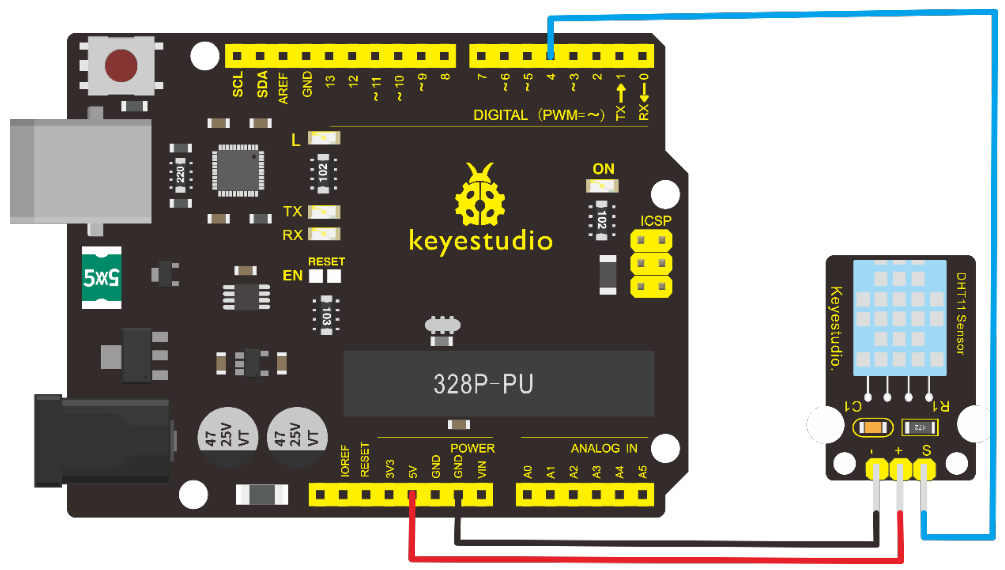 SCL
SDA
AREF
GND
13
12
~11
~10
~9
8
7
~6
~5
4
~3
2
TX→1
RX←0
DIGITAL (PWM=~)
L
220
102
TX
RX
RESET
EN
103
5XX5
keyestudio
ON
102
ICSP
328P-PU
47
25V
VT
47
25V
VT
POWER
ANALOG IN
IOREF
RESET
3V3
5V
GND
GND
VIN
A0
A1
A2
A3
A4
A5
Keyestudio.
DHT11 Sensor
C1
R1
172
-
+
S